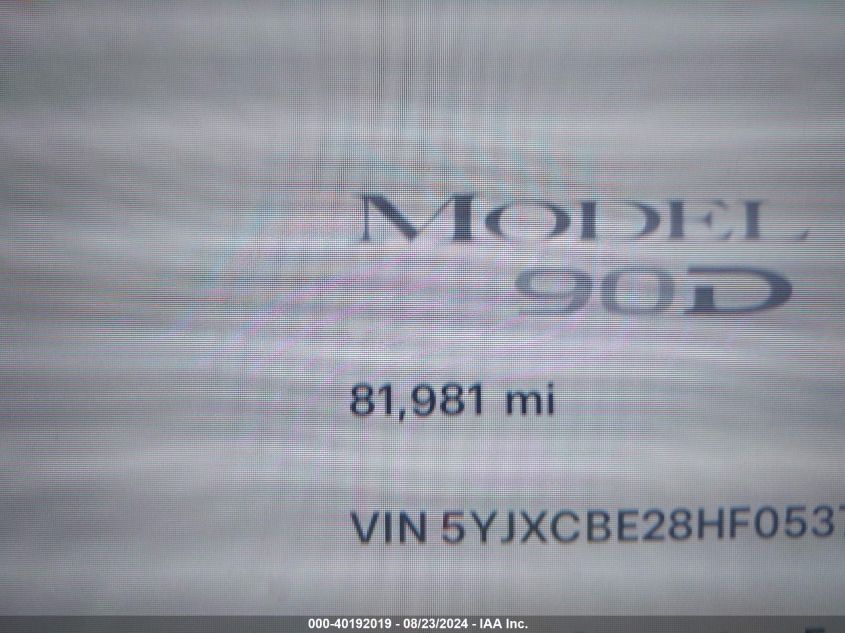 MODEL
90D
81,981 mi
VIN 5YJXCBE28HF053
000-40192019 - 08/23/2024 - IAA Inc.